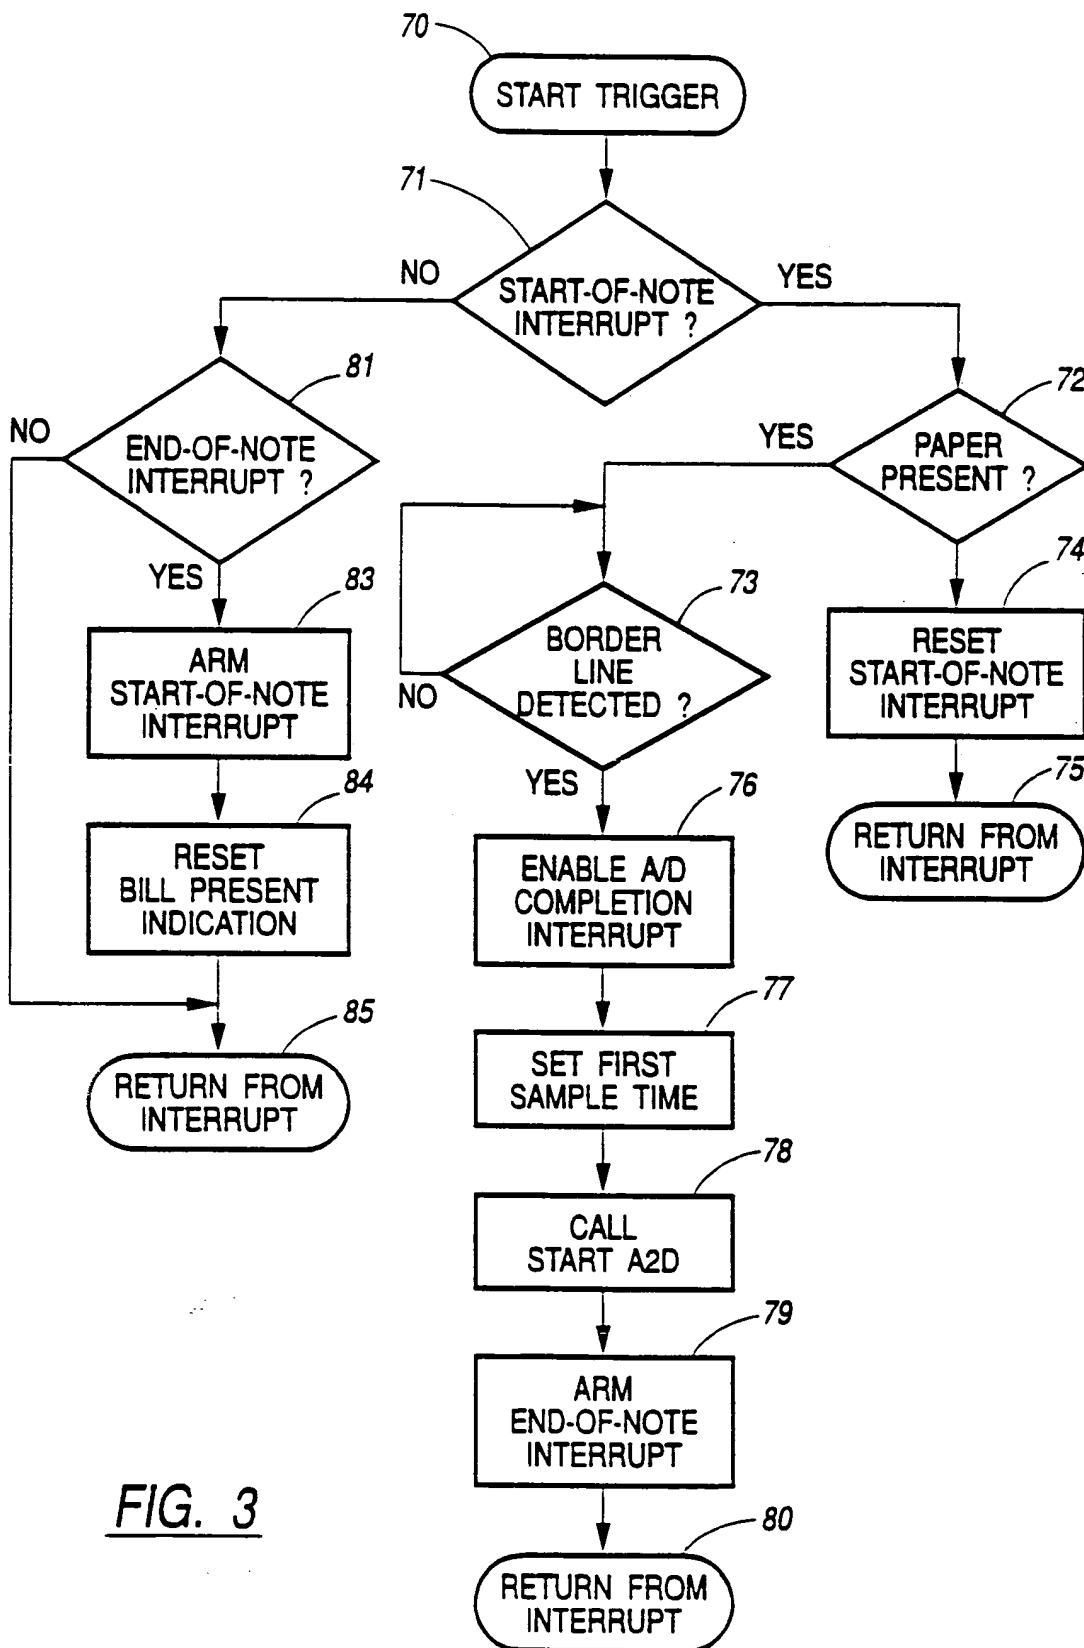 70
START TRIGGER
71
NO
START-OF-NOTE
INTERRUPT ?
YES
81
NO
END-OF-NOTE
INTERRUPT ?
YES
72
YES
PAPER
PRESENT ?
83
ARM
START-OF-NOTE
INTERRUPT
73
BORDER
LINE
DETECTED ?
NO
YES
74
RESET
START-OF-NOTE
INTERRUPT
84
RESET
BILL PRESENT
INDICATION
76
ENABLE A/D
COMPLETION
INTERRUPT
75
RETURN FROM
INTERRUPT
85
RETURN FROM
INTERRUPT
77
SET FIRST
SAMPLE TIME
78
CALL
START A2D
79
ARM
END-OF-NOTE
INTERRUPT
80
RETURN FROM
INTERRUPT
FIG. 3